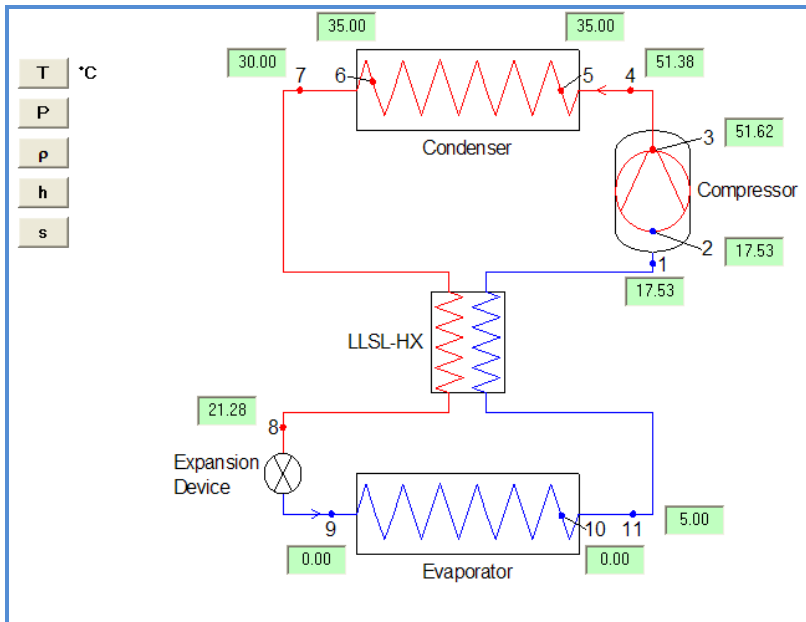 35.00 35.00
30.00 7 6 5 4 51.38
T °C
P
ρ
h
s
Condenser
3 51.62
Compressor
2 17.53
1
17.53
LLSL-HX
21.28
8
Expansion
Device
9 10 11 5.00
0.00 0.00
Evaporator